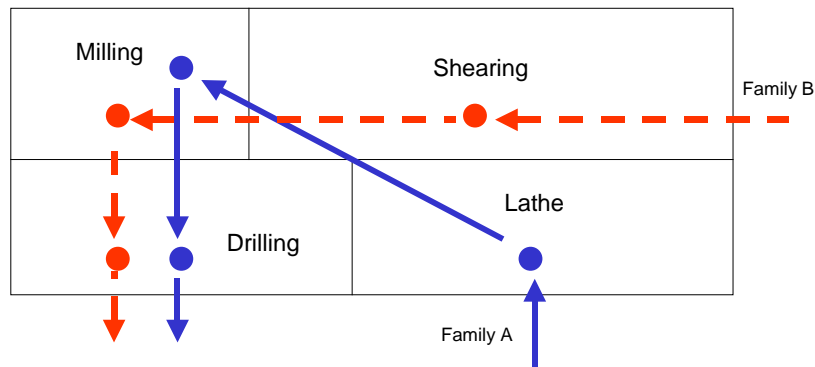 Milling
Shearing
Family B
Lathe
Drilling
Family A